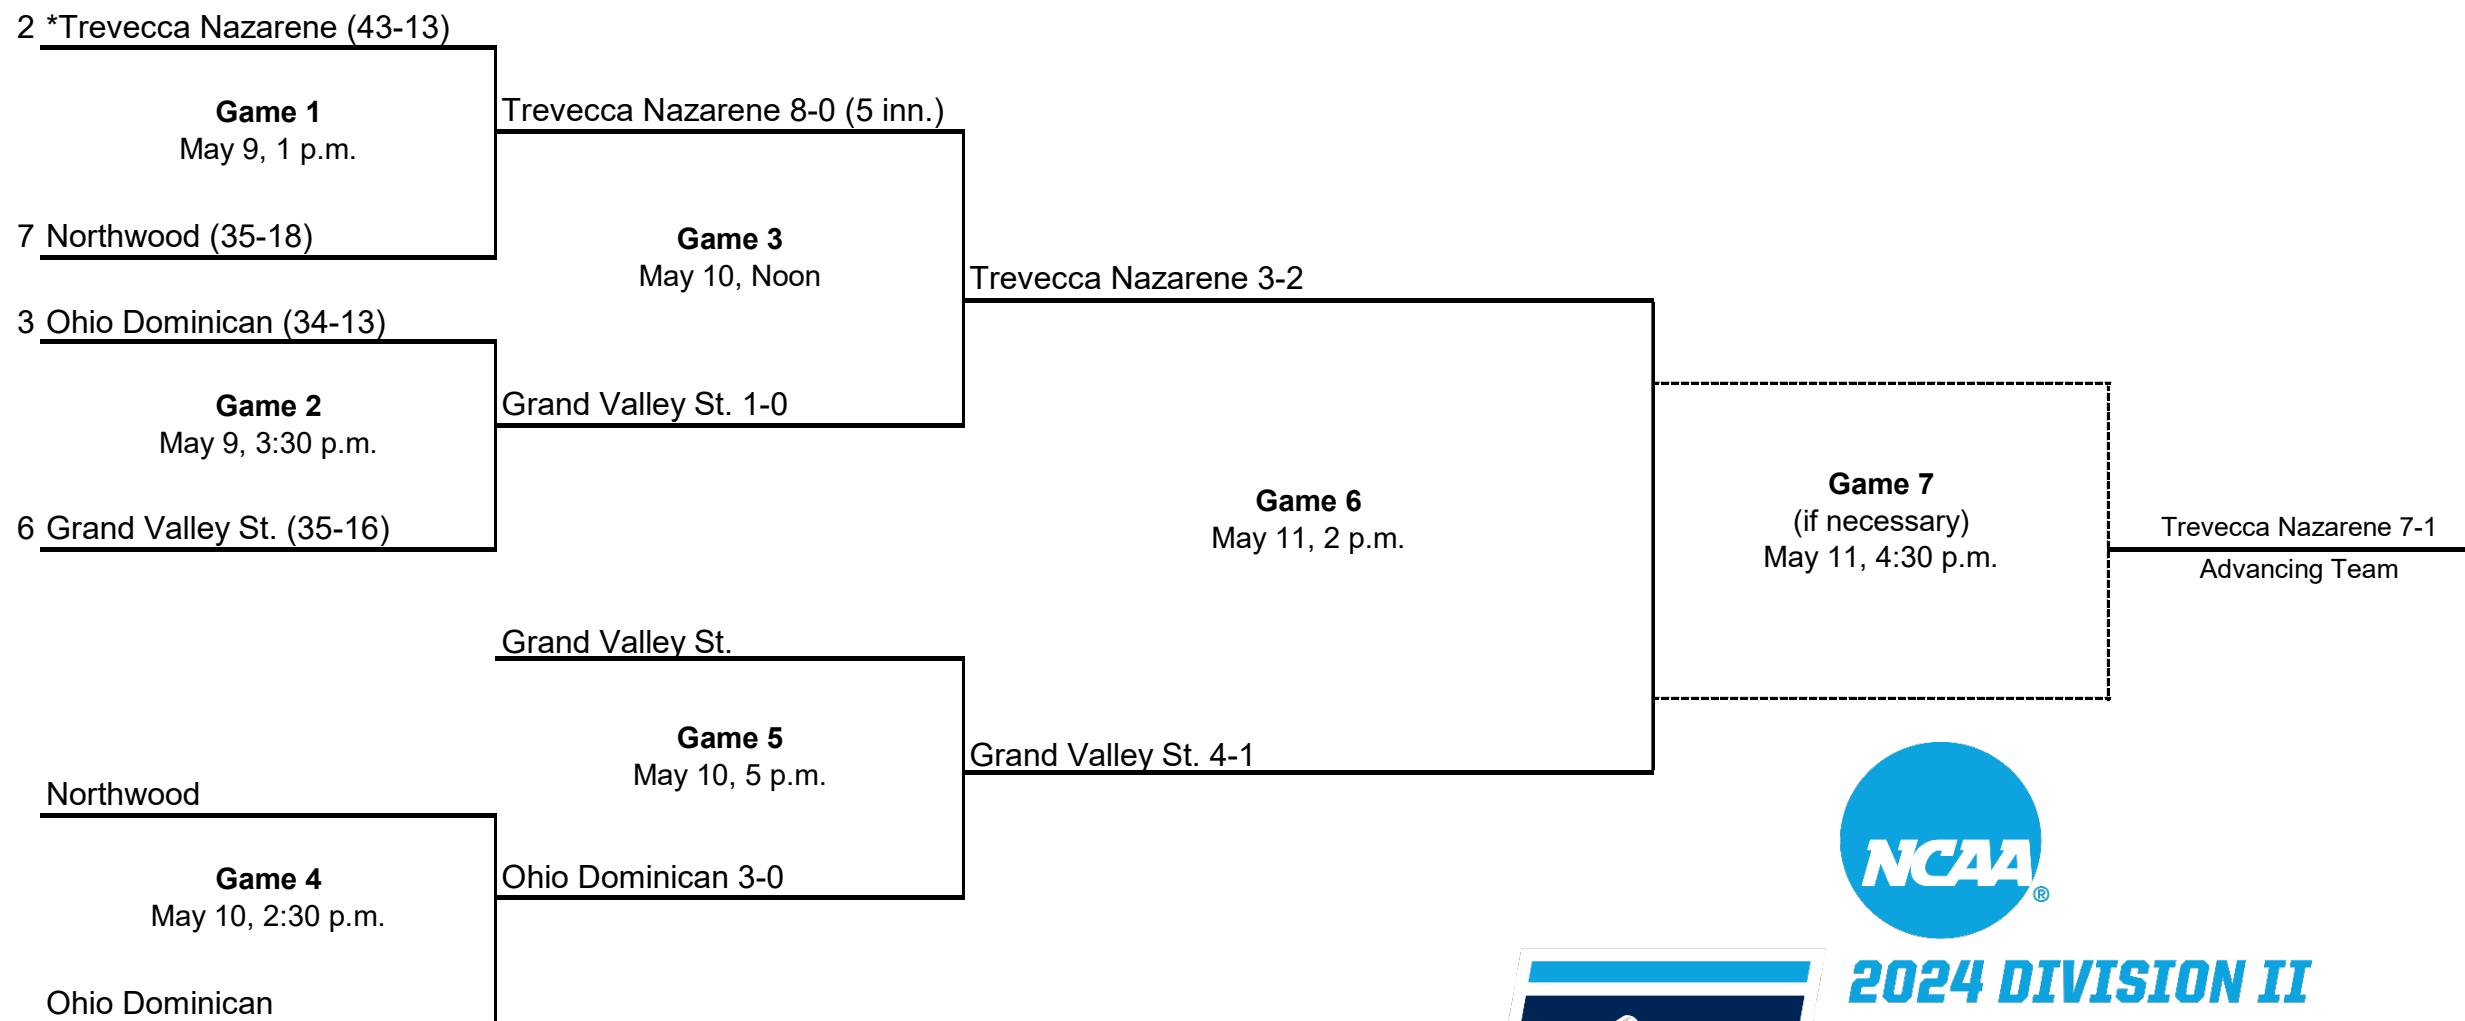 2 *Trevecca Nazarene (43-13)
Game 1
May 9, 1 p.m.
Trevecca Nazarene 8-0 (5 inn.)
7 Northwood (35-18)
Game 3
May 10, Noon
Trevecca Nazarene 3-2
3 Ohio Dominican (34-13)
Game 2
May 9, 3:30 p.m.
Grand Valley St. 1-0
6 Grand Valley St. (35-16)
Game 6
May 11, 2 p.m.
Game 7
(if necessary)
May 11, 4:30 p.m.
Trevecca Nazarene 7-1
Advancing Team
Grand Valley St.
Game 5
May 10, 5 p.m.
Grand Valley St. 4-1
Northwood
Game 4
May 10, 2:30 p.m.
Ohio Dominican 3-0
Ohio Dominican
NCAA®
2024 DIVISION II